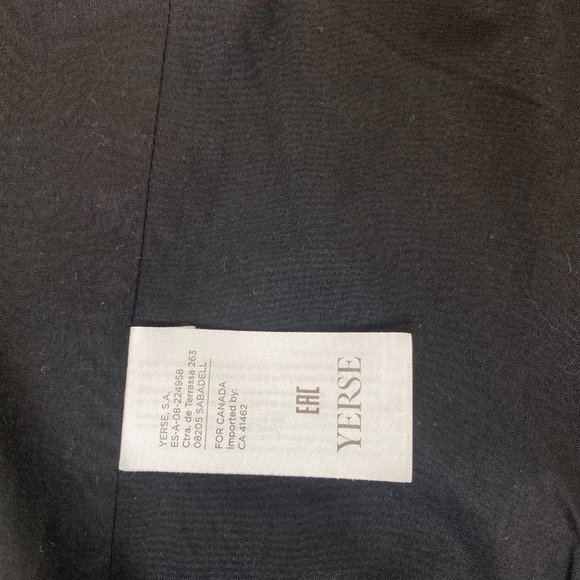 YERSE, S.A.
ES-A-08-224958
Ctra. de Terrassa 263
08205 SABADELL
FOR CANADA
Imported by:
CA 41462
EAC
YERSE